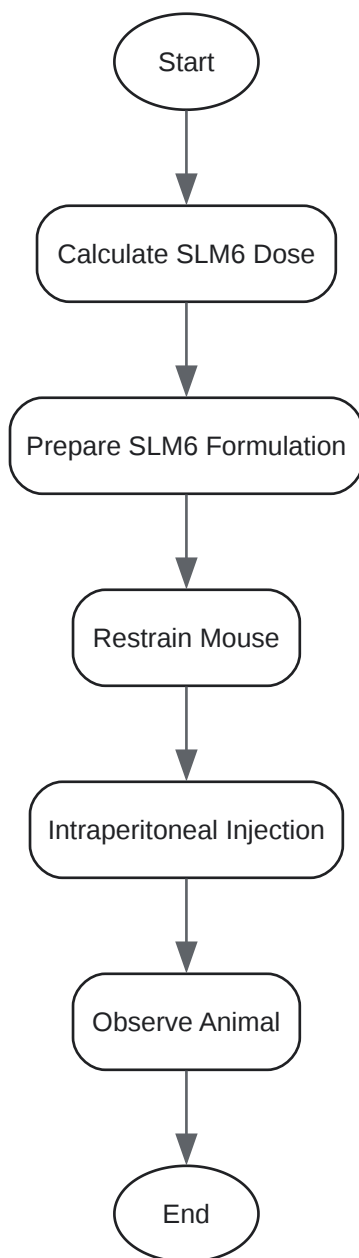 Start
Calculate SLM6 Dose
Prepare SLM6 Formulation
Restrain Mouse
Intraperitoneal Injection
Observe Animal
End